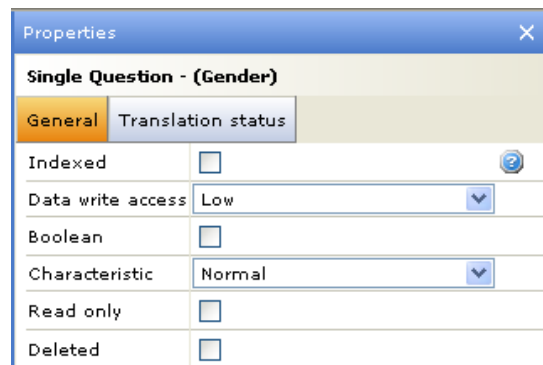 Properties
Single Question - (Gender)
General Translation status
Indexed
Data write access Low
Boolean
Characteristic Normal
Read only
Deleted